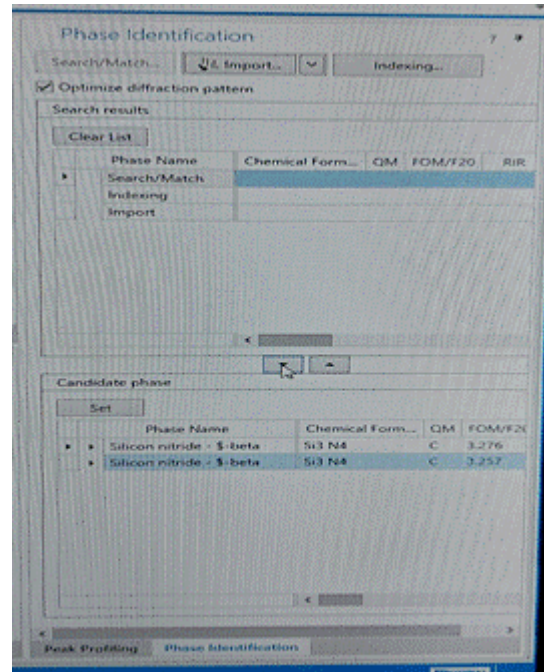 Phase Identification
Search/Match... Import... Indexing...
Optimize diffraction pattern
Search results
Clear List
Phase Name Chemical Form... QM FOM/F20 RIR
Search/Match
Indexing
Import
Candidate phase
Set
Phase Name Chemical Form... QM FOM/F20
Silicon nitride - $-beta Si3 N4 C 3.276
Silicon nitride - $-beta Si3 N4 C 3.257
Peak Profiling Phase Identification